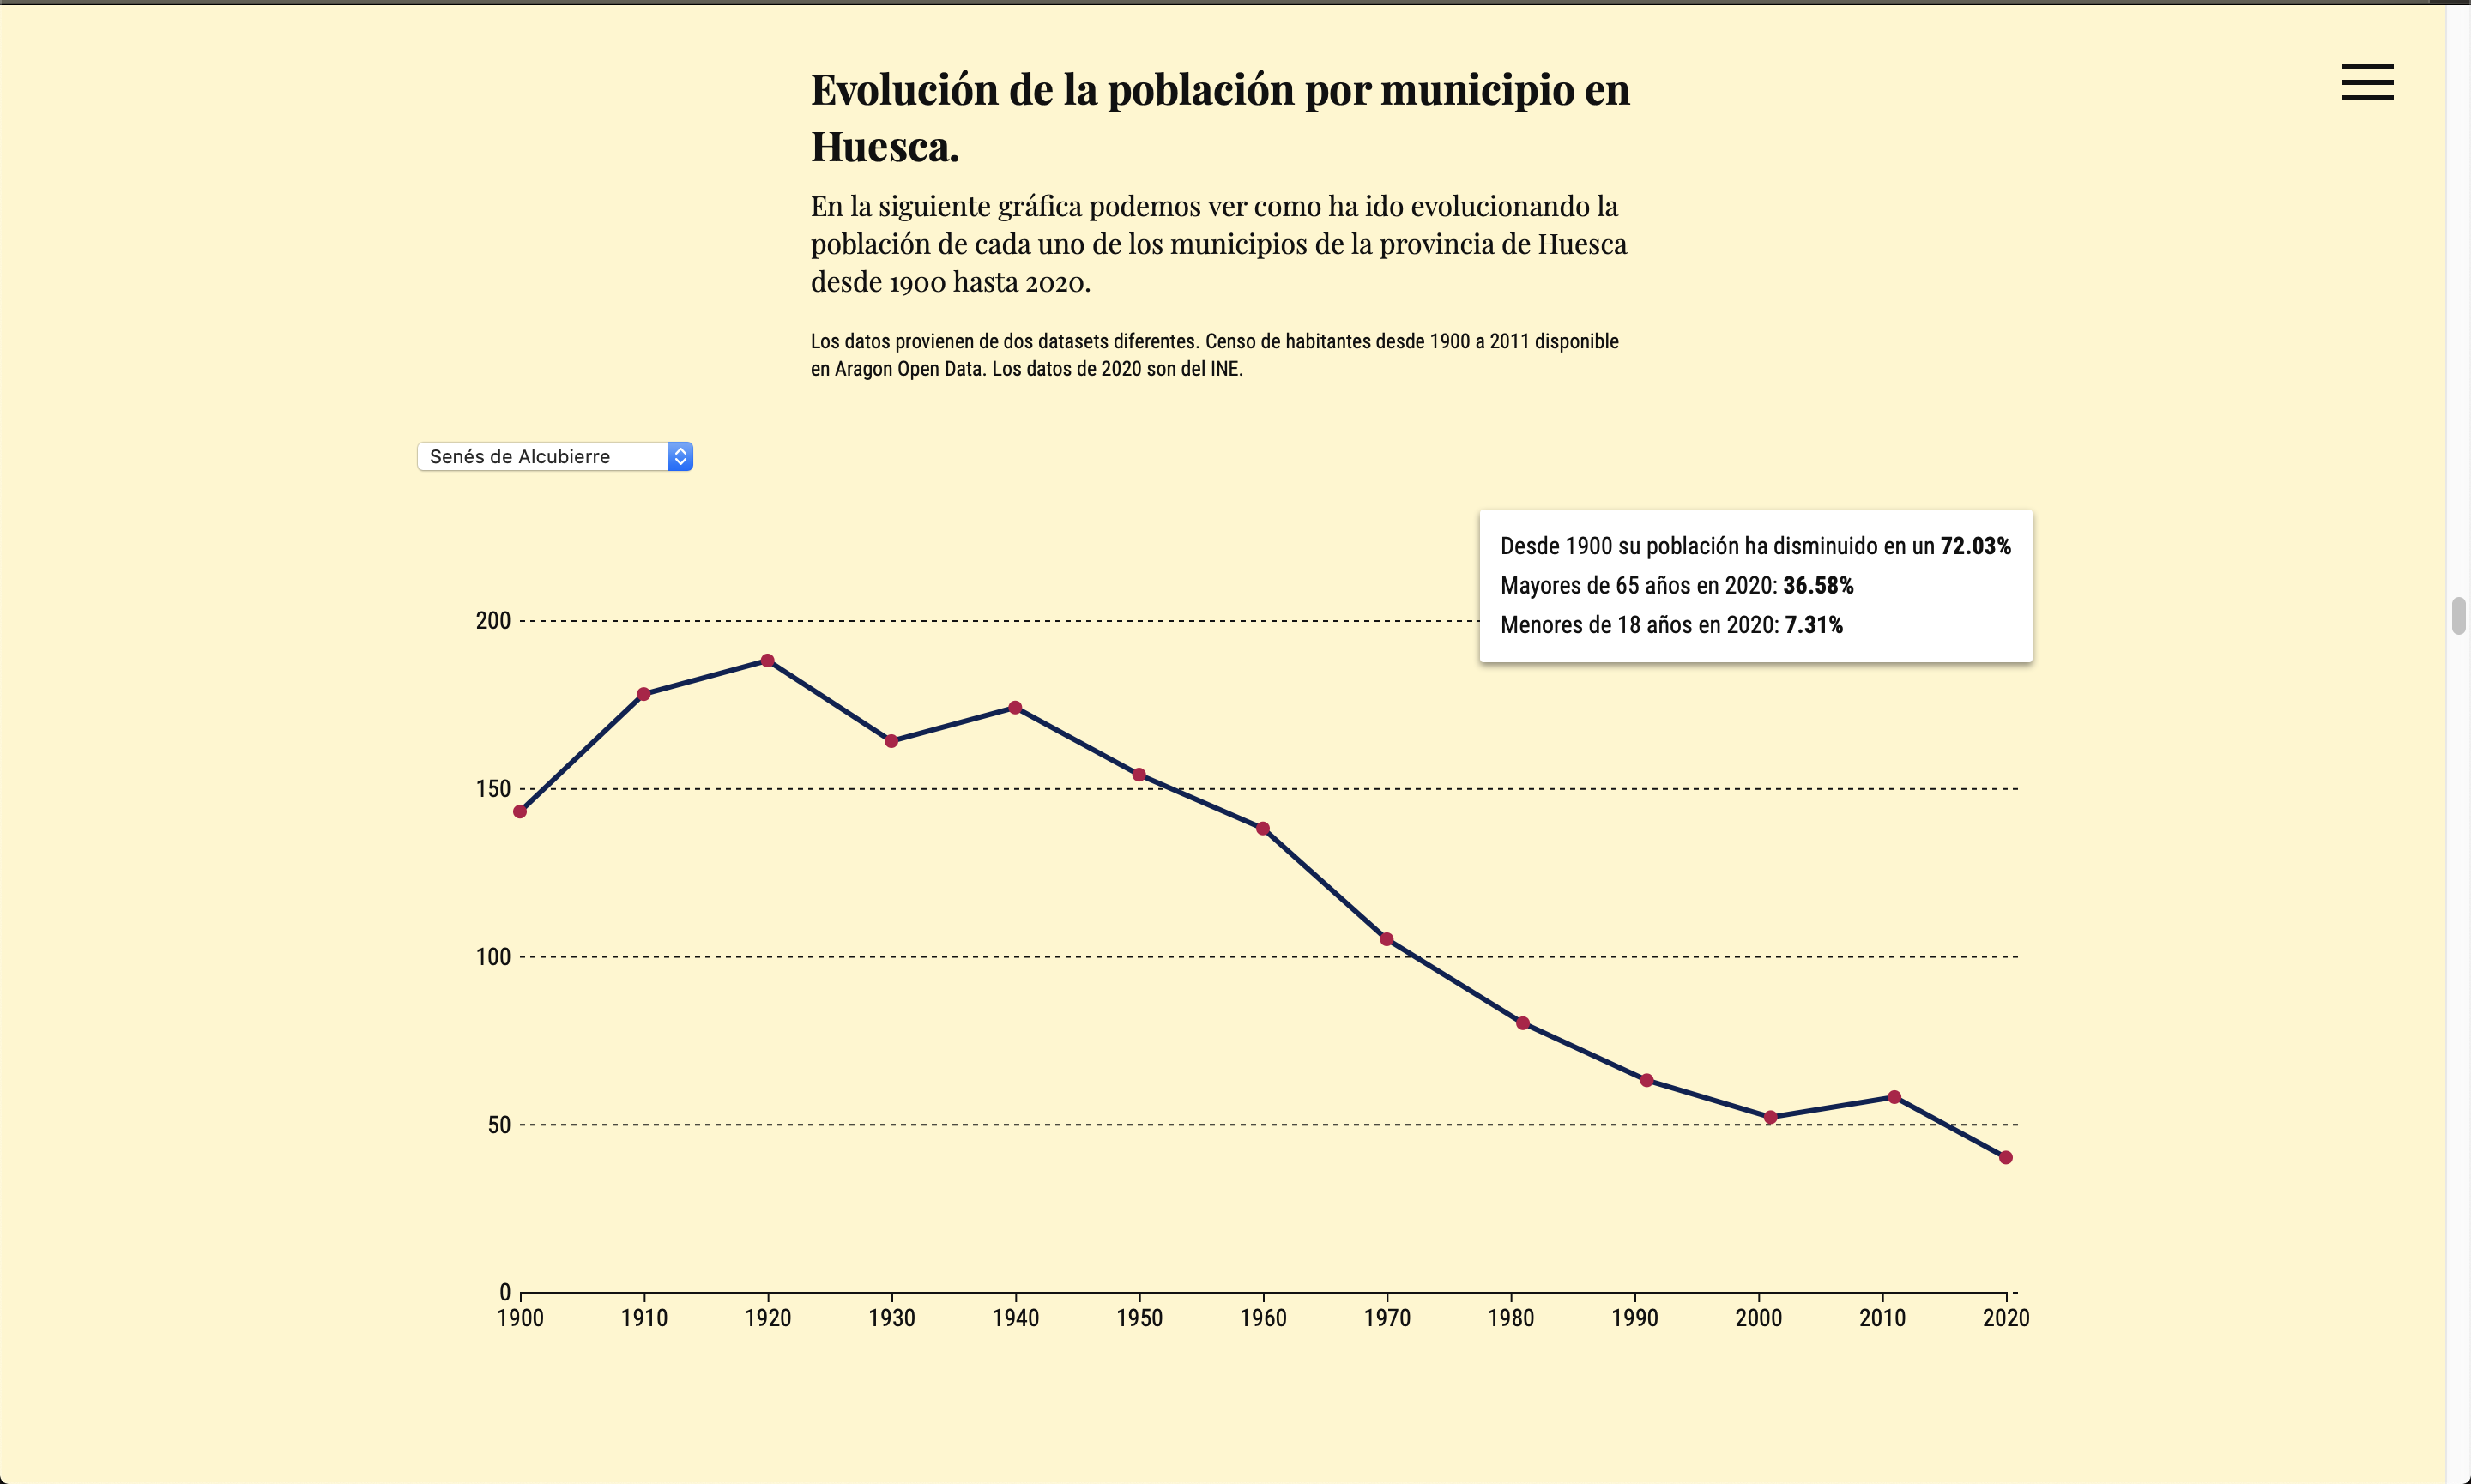 Evolución de la población por municipio en
Huesca.
En la siguiente gráfica podemos ver como ha ido evolucionando la
población de cada uno de los municipios de la provincia de Huesca
desde 1900 hasta 2020.
Los datos provienen de dos datasets diferentes. Censo de habitantes desde 1900 a 2011 disponible
en Aragon Open Data. Los datos de 2020 son del INE.
Senés de Alcubierre
Desde 1900 su población ha disminuido en un 72.03%
Mayores de 65 años en 2020: 36.58%
Menores de 18 años en 2020: 7.31%
200
150
100
50
0
1900 1910 1920 1930 1940 1950 1960 1970 1980 1990 2000 2010 2020